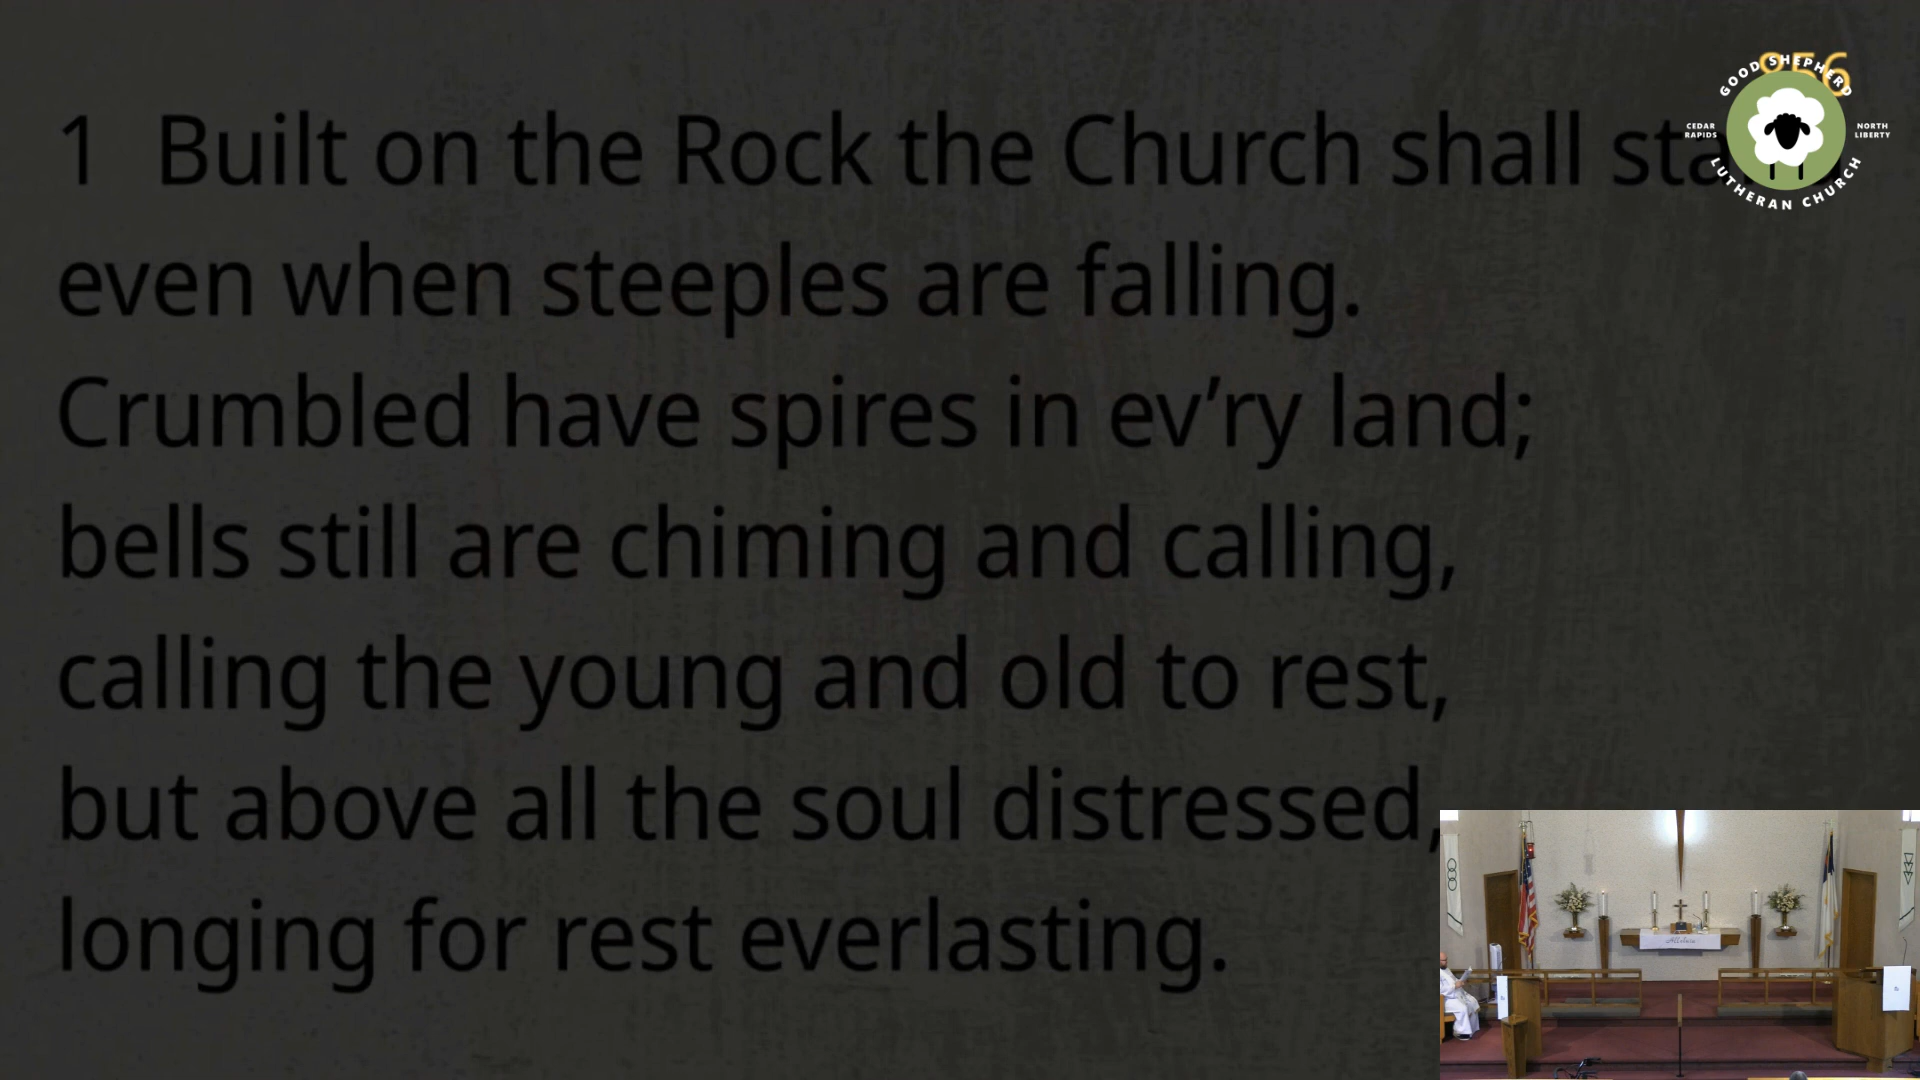 GOOD SHEPHERD
CEDAR RAPIDS
NORTH LIBERTY
LUTHERAN CHURCH
1 Built on the Rock the Church shall
even when steeples are falling.
Crumbled have spires in ev’ry land;
bells still are chiming and calling,
calling the young and old to rest,
but above all the soul distressed,
longing for rest everlasting.
Alleluia